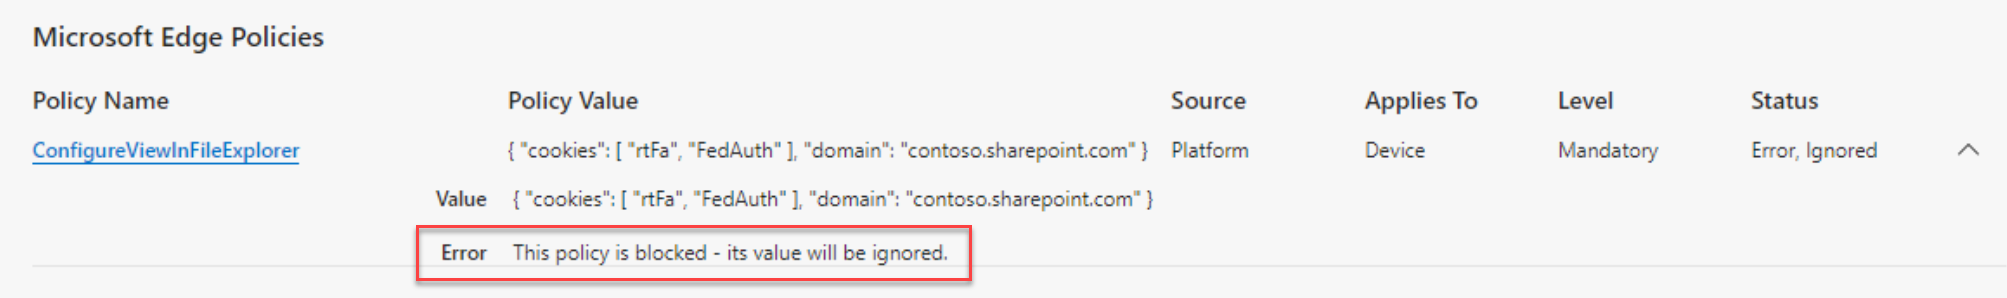 Microsoft Edge Policies
Policy Name Policy Value Source Applies To Level Status
ConfigureViewInFileExplorer { "cookies": [ "rtFa", "FedAuth" ], "domain": "contoso.sharepoint.com" } Platform Device Mandatory Error, Ignored
Value { "cookies": [ "rtFa", "FedAuth" ], "domain": "contoso.sharepoint.com" }
Error This policy is blocked - its value will be ignored.